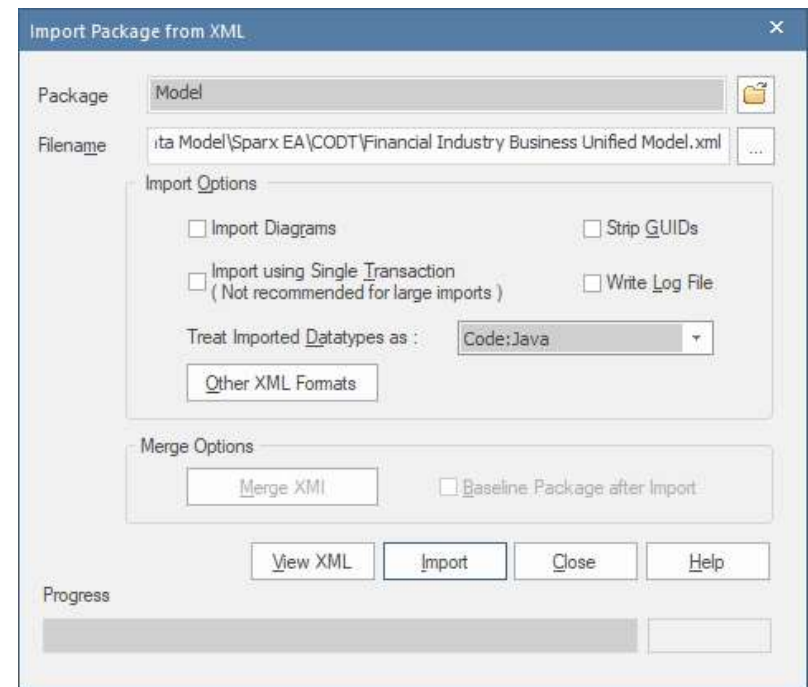 Import Package from XML
Package
Model
Filename
ta Model\Sparx EA\CODT\Financial Industry Business Unified Model.xml
...
Import Options
Import Diagrams
Strip GUIDs
Import using Single Transaction
( Not recommended for large imports )
Write Log File
Treat Imported Datatypes as :
Code:Java
Other XML Formats
Merge Options
Merge XMI
Baseline Package after Import
View XML
Import
Close
Help
Progress